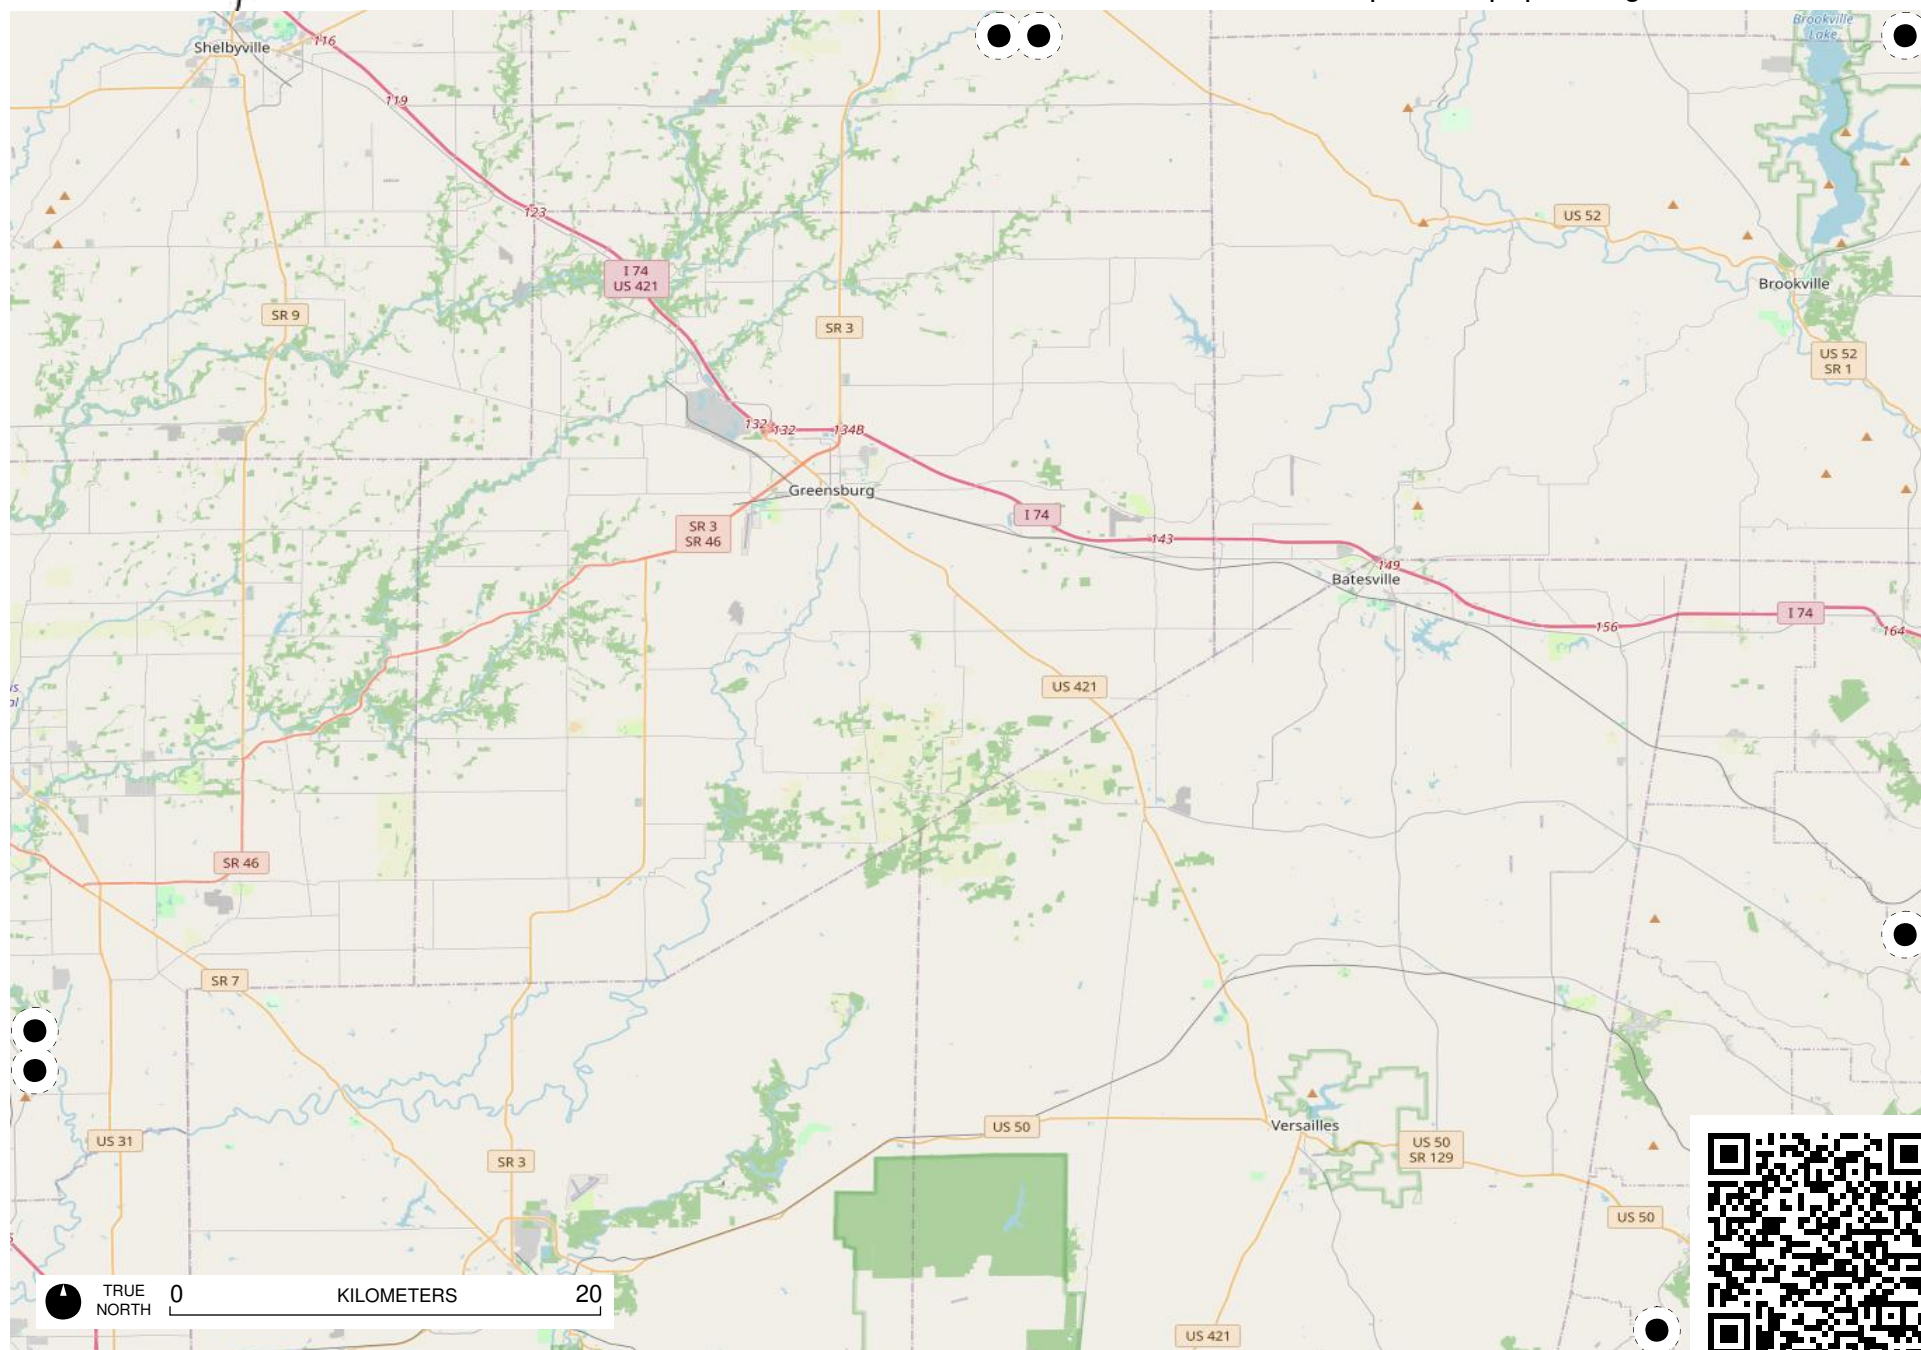 Brookville
Lake
Shelbyville
116
119
123
US 52
I 74
US 421
Brookville
SR 9
SR 3
US 52
SR 1
132
132
134B
Greensburg
I 74
SR 3
SR 46
143
149
Batesville
I 74
156
164
US 421
SR 46
SR 7
US 50
Versailles
US 31
SR 3
US 50
SR 129
US 50
TRUE
NORTH
0
KILOMETERS
20
US 421